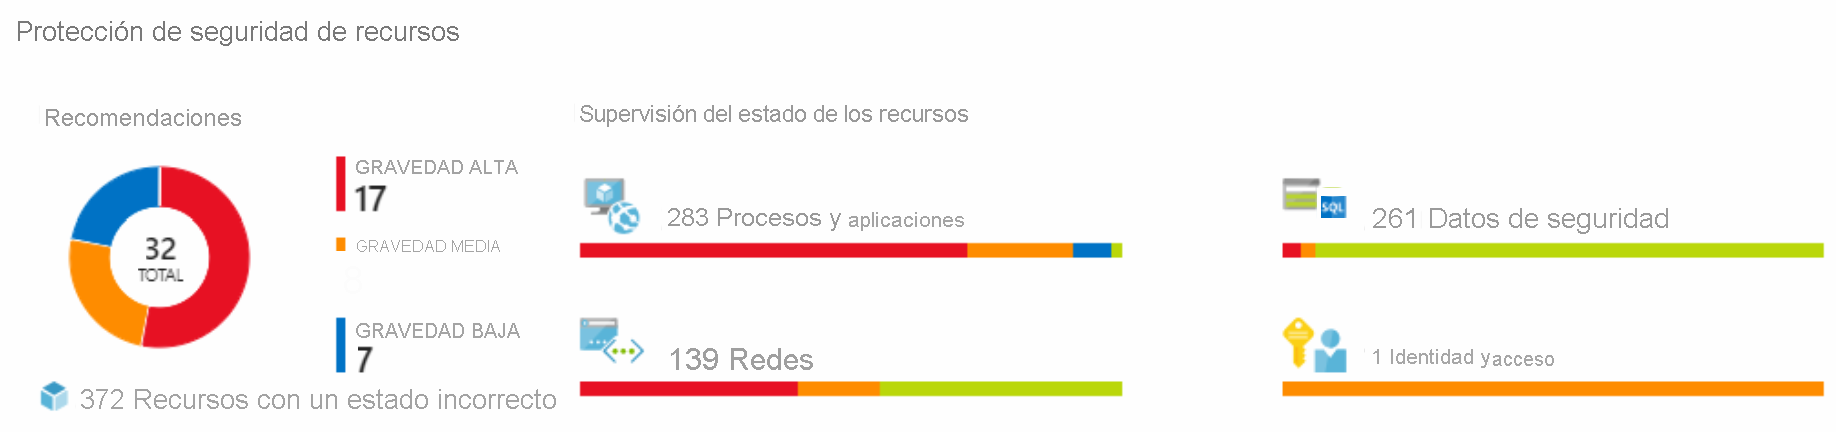 Protección de seguridad de recursos
Recomendaciones
32
TOTAL
GRAVEDAD ALTA
17
GRAVEDAD MEDIA
GRAVEDAD BAJA
7
372 Recursos con un estado incorrecto
Supervisión del estado de los recursos
283 Procesos y aplicaciones
SQL
261 Datos de seguridad
139 Redes
1 Identidad y acceso